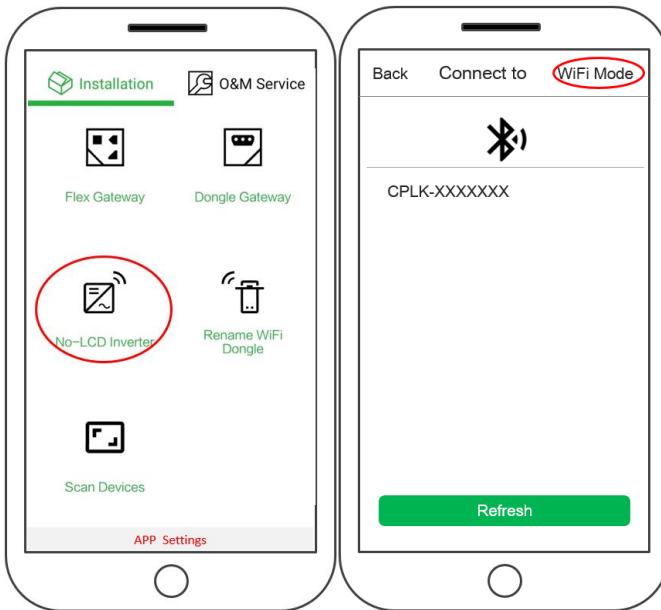 Installation
O&M Service
Flex Gateway
Dongle Gateway
No-LCD Inverter
Rename WiFi
Dongle
Scan Devices
APP Settings
Back
Connect to
WiFi Mode
CPLK-XXXXXXX
Refresh